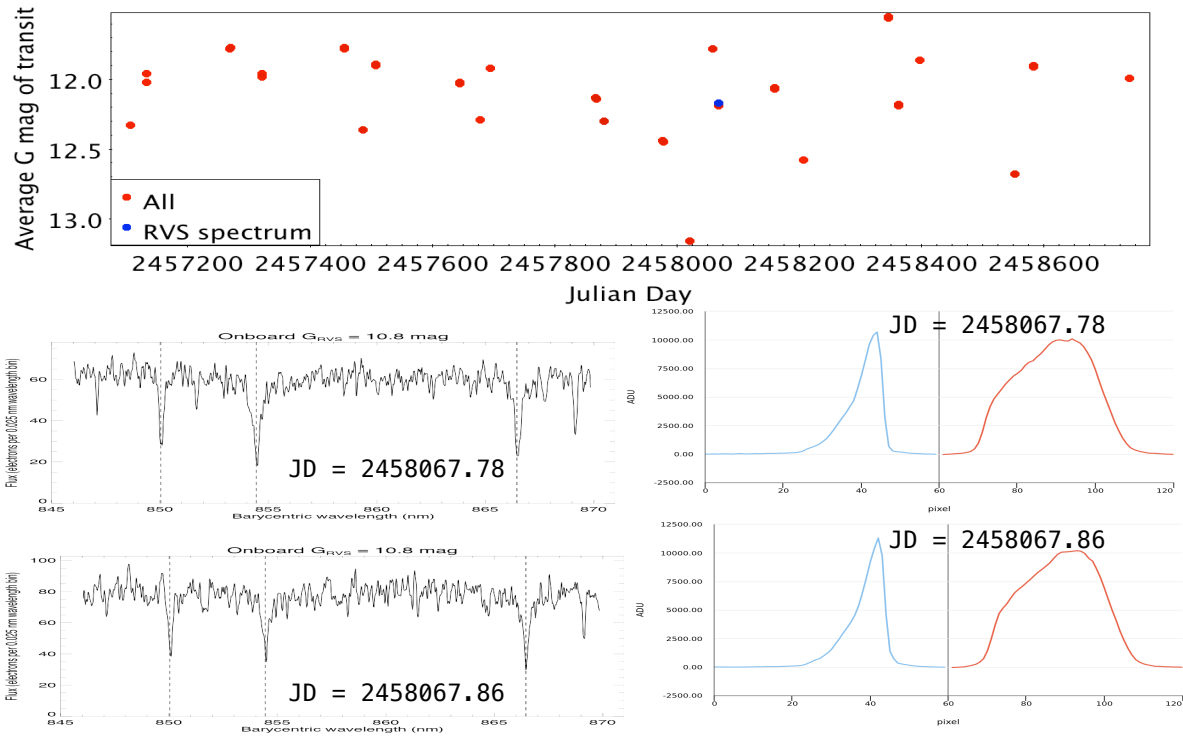 Average G mag of transit
12.0
12.5
13.0
All
RVS spectrum
2457200 2457400 2457600 2457800 2458000 2458200 2458400 2458600
Julian Day
Onboard G_RVS = 10.8 mag
Flux (electrons per 0.025 nm wavelength bin)
60
40
20
0
JD = 2458067.78
845 850 855 860 865 870
Barycentric wavelength (nm)
JD = 2458067.78
12500.00
10000.00
7500.00
5000.00
2500.00
0.00
-2500.00
ADU
0 20 40 60 80 100 120
pixel
Onboard G_RVS = 10.8 mag
Flux (electrons per 0.025 nm wavelength bin)
100
80
60
40
20
0
JD = 2458067.86
845 850 855 860 865 870
Barycentric wavelength (nm)
JD = 2458067.86
12500.00
10000.00
7500.00
5000.00
2500.00
0.00
-2500.00
ADU
0 20 40 60 80 100 120
pixel